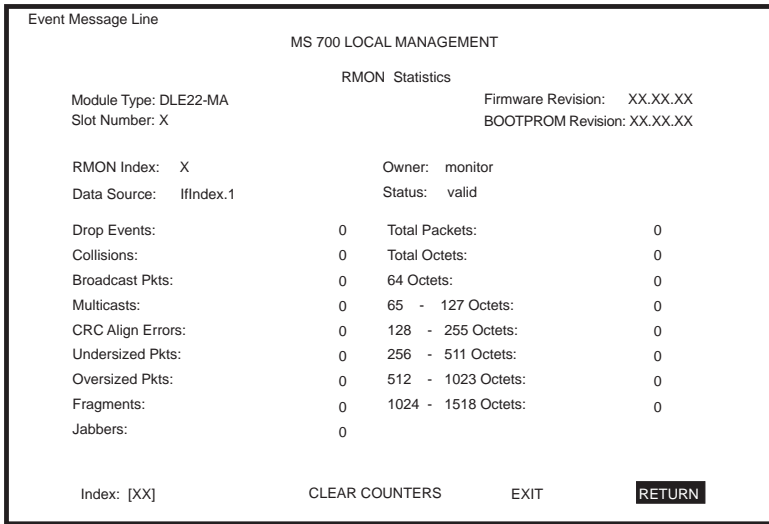 Event Message Line
MS 700 LOCAL MANAGEMENT
RMON Statistics
Module Type: DLE22-MA Firmware Revision: XX.XX.XX
Slot Number: X BOOTPROM Revision: XX.XX.XX
RMON Index: X Owner: monitor
Data Source: IfIndex.1 Status: valid
Drop Events: 0 Total Packets: 0
Collisions: 0 Total Octets: 0
Broadcast Pkts: 0 64 Octets: 0
Multicasts: 0 65 - 127 Octets: 0
CRC Align Errors: 0 128 - 255 Octets: 0
Undersized Pkts: 0 256 - 511 Octets: 0
Oversized Pkts: 0 512 - 1023 Octets: 0
Fragments: 0 1024 - 1518 Octets: 0
Jabbers: 0
Index: [XX] CLEAR COUNTERS EXIT RETURN